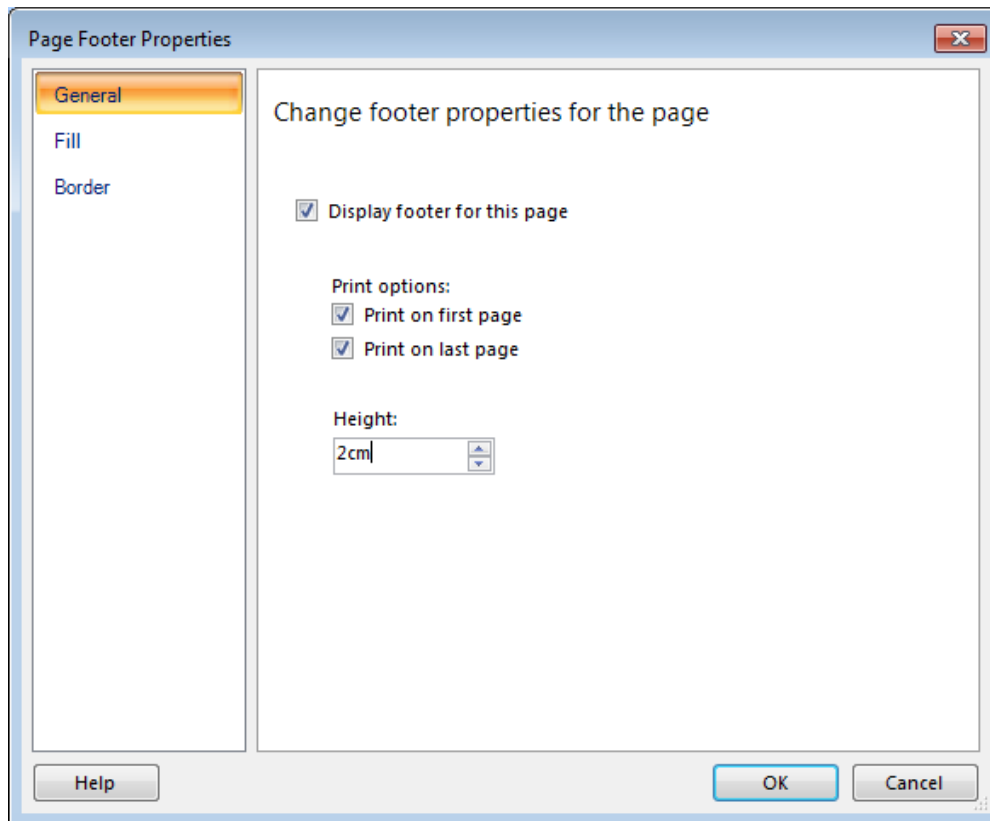 Page Footer Properties
General
Fill
Border
Change footer properties for the page
Display footer for this page
Print options:
Print on first page
Print on last page
Height:
2cm
Help
OK
Cancel